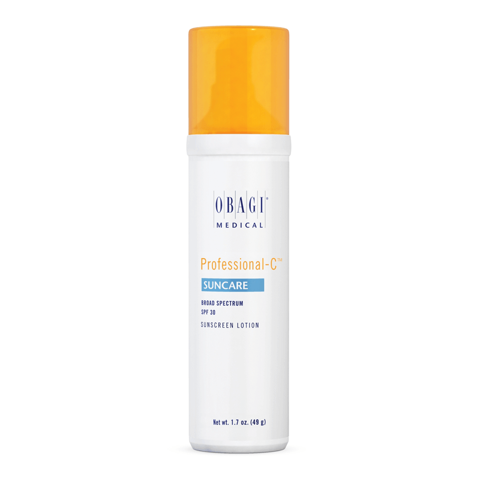 OBAGI®
MEDICAL
Professional-C™
SUNCARE
BROAD SPECTRUM
SPF 30
SUNSCREEN LOTION
Net wt. 1.7 oz. (48 g)